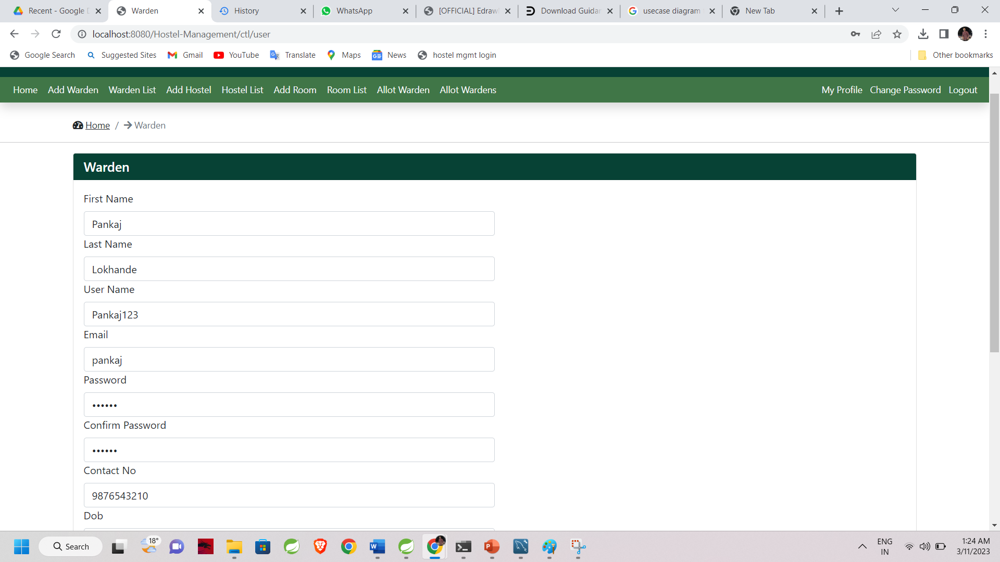 Recent - Google D
Warden
History
WhatsApp
[OFFICIAL] Edraw
Download Guida
usecase diagram
New Tab
localhost:8080/Hostel-Management/ctl/user
Google Search
Suggested Sites
Gmail
YouTube
Translate
Maps
News
hostel mgmt login
Other bookmarks
Home Add Warden Warden List Add Hostel Hostel List Add Room Room List Allot Warden Allot Wardens My Profile Change Password Logout
Home / Warden
Warden
First Name
Pankaj
Last Name
Lokhande
User Name
Pankaj123
Email
pankaj
Password
••••••
Confirm Password
••••••
Contact No
9876543210
Dob
Search
18°
ENG
IN
1:24 AM
3/11/2023